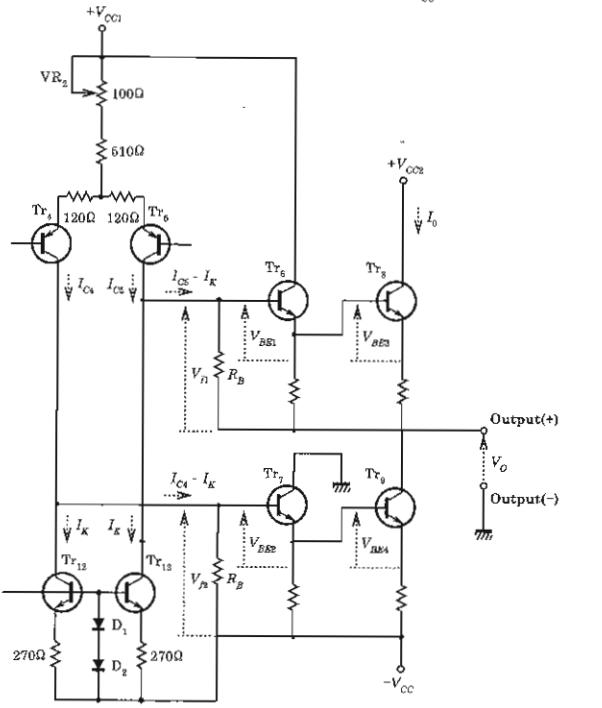 +V_CC1
VR_2
100Ω
510Ω
120Ω 120Ω
Tr_4
Tr_5
+V_CC2
I_0
I_C4
I_C5
I_C5 - I_K
Tr_6
Tr_8
V_BE1
V_BE3
V_f1
R_B
Output(+)
V_O
Output(-)
I_C4 - I_K
Tr_7
Tr_9
I_K
I_K
V_f2
V_BE2
V_BE4
R_B
Tr_12
Tr_13
D_1
D_2
270Ω
270Ω
-V_CC